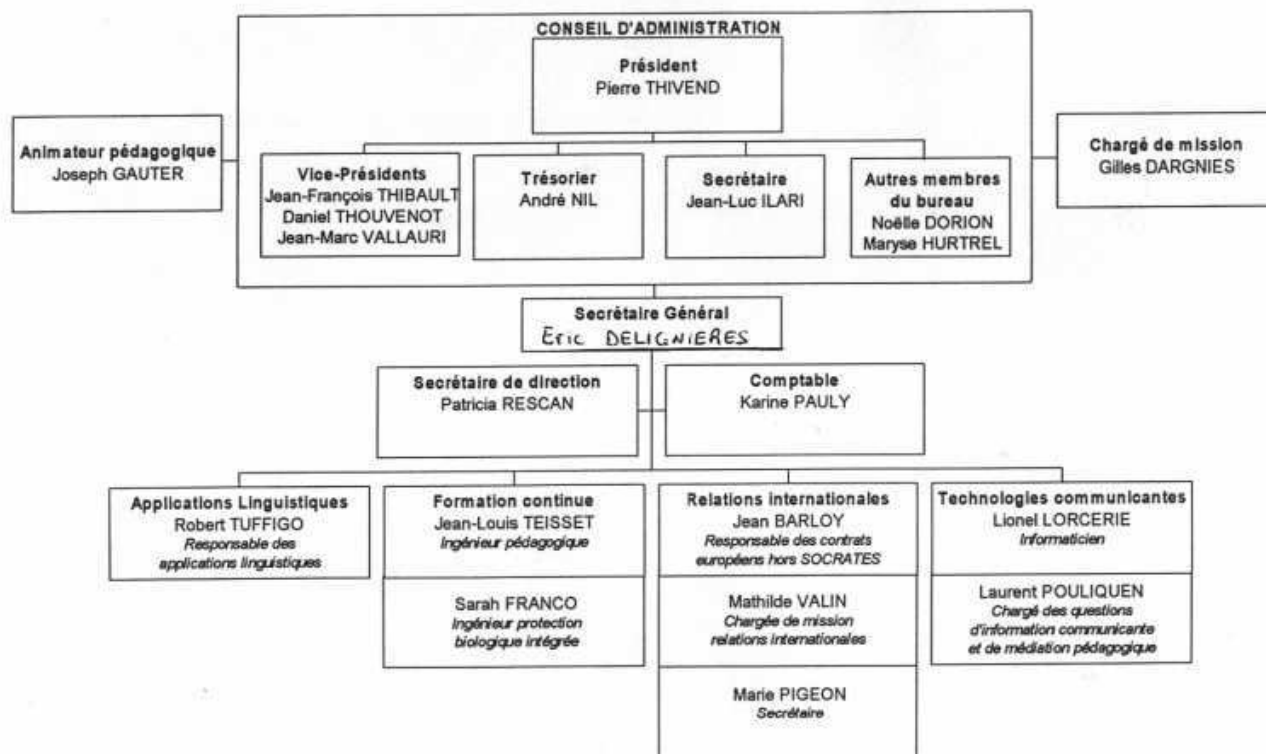 CONSEIL D'ADMINISTRATION
Président
Pierre THIVEND
Animateur pédagogique
Joseph GAUTER
Chargé de mission
Gilles DARGNIES
Vice-Présidents
Jean-François THIBAULT
Daniel THOUVENOT
Jean-Marc VALLAURI
Trésorier
André NIL
Secrétaire
Jean-Luc ILARI
Autres membres
du bureau
Noëlle DORION
Maryse HURTREL
Secrétaire Général
Eric DELIGNIERES
Secrétaire de direction
Patricia RESCAN
Comptable
Karine PAULY
Applications Linguistiques
Robert TUFFIGO
Responsable des
applications linguistiques
Formation continue
Jean-Louis TEISSET
Ingénieur pédagogique
Sarah FRANCO
Ingénieur protection
biologique intégrée
Relations internationales
Jean BARLOY
Responsable des contrats
européens hors SOCRATES
Mathilde VALIN
Chargée de mission
relations internationales
Marie PIGEON
Secrétaire
Technologies communicantes
Lionel LORCERIE
Informaticien
Laurent POULIQUEN
Chargé des questions
d'information communicante
et de médiation pédagogique